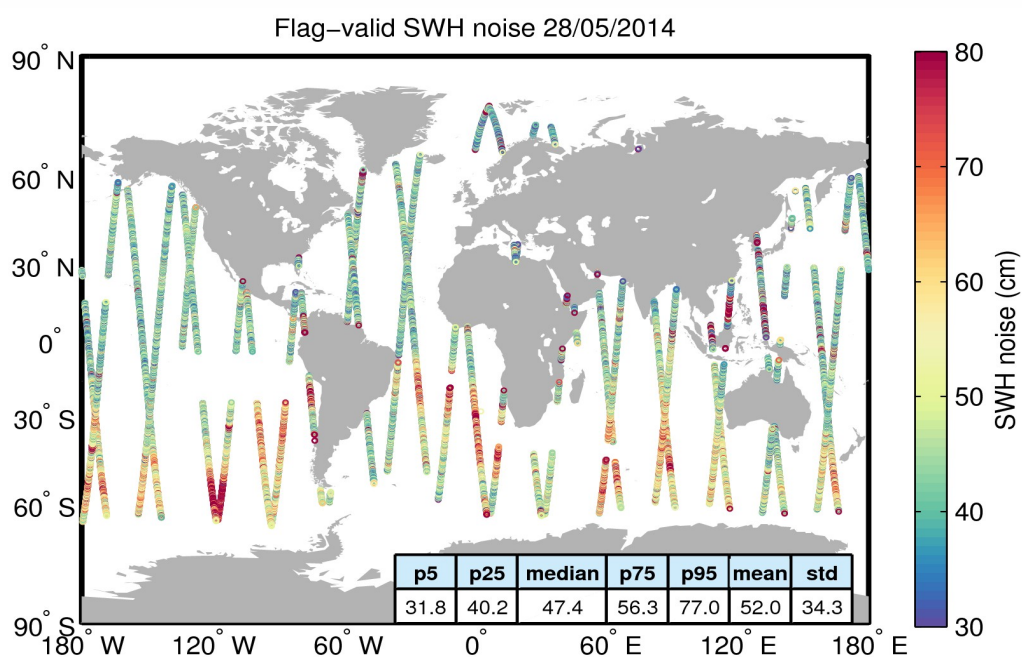 Flag−valid SWH noise 28/05/2014
90° N
60° N
30° N
0°
30° S
60° S
90° S
180° W
120° W
60° W
0°
60° E
120° E
180° E
80
70
60
50
40
30
SWH noise (cm)
p5 p25 median p75 p95 mean std
31.8 40.2 47.4 56.3 77.0 52.0 34.3